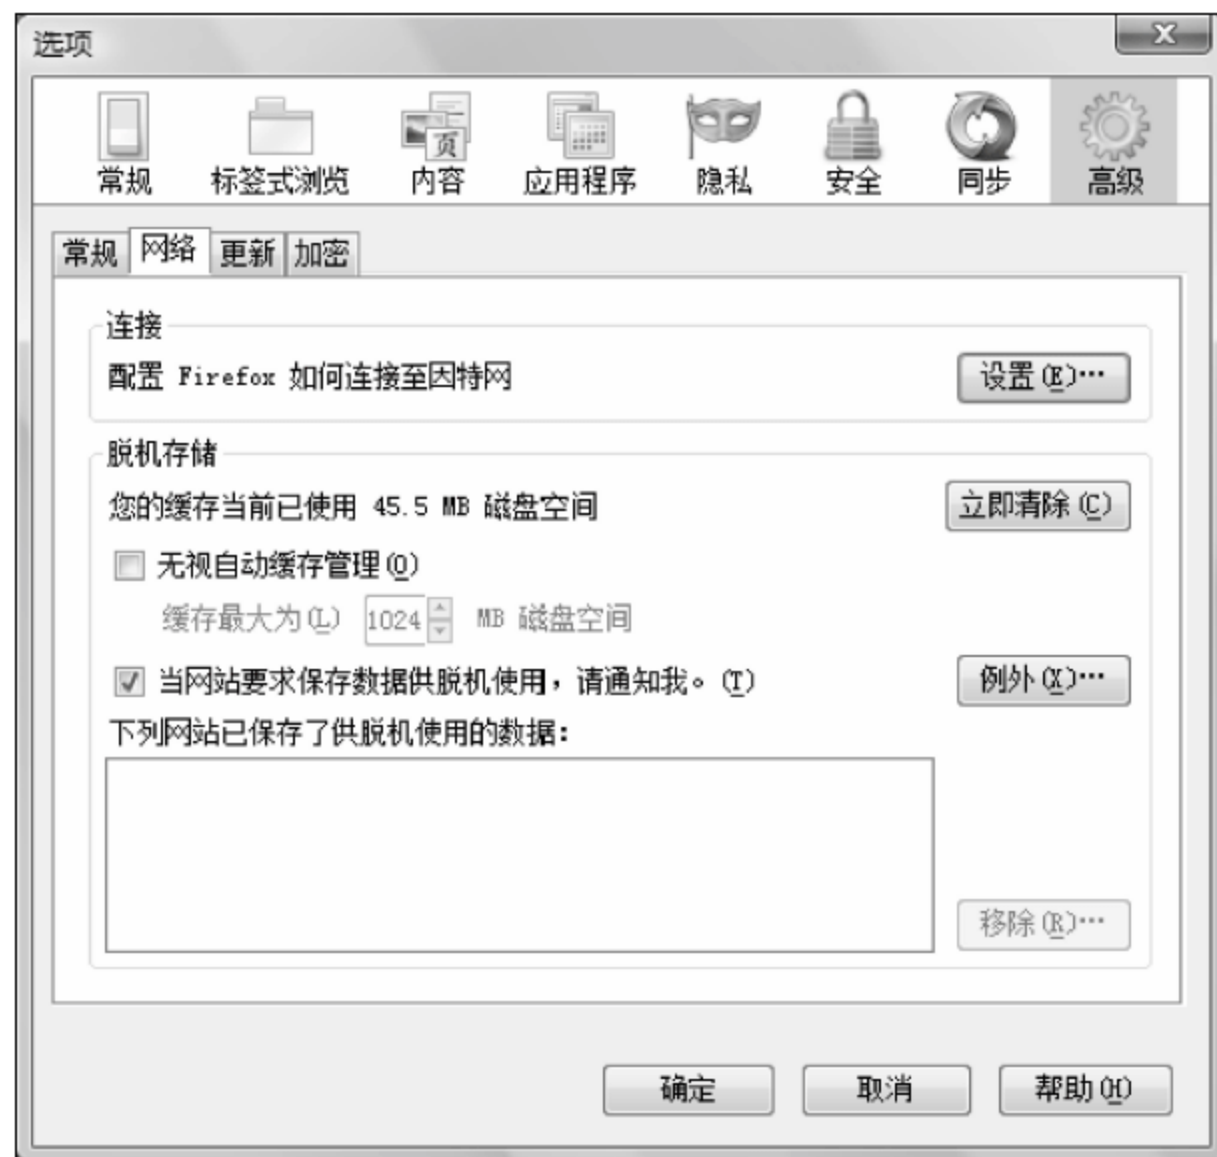 选项
常规 标签式浏览 内容 应用程序 隐私 安全 同步 高级
常规 网络 更新 加密
连接
配置 Firefox 如何连接至因特网 设置(E)…
脱机存储
您的缓存当前已使用 45.5 MB 磁盘空间 立即清除(C)
无视自动缓存管理(O)
缓存最大为(L) 1024 MB 磁盘空间
当网站要求保存数据供脱机使用，请通知我。(T) 例外(X)…
下列网站已保存了供脱机使用的数据：
移除(R)…
确定 取消 帮助(H)